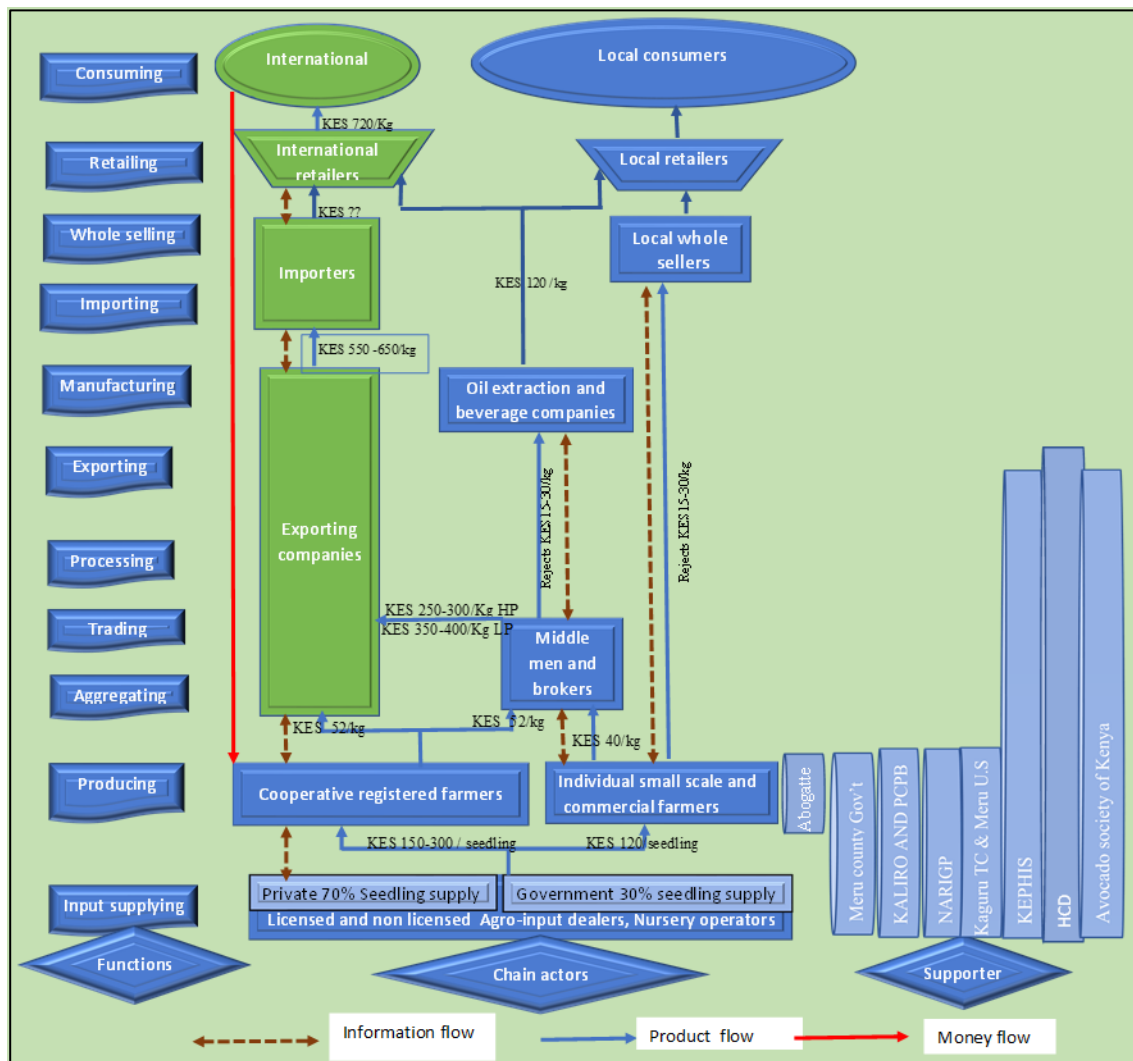 International
Local consumers
Consuming
KES 720/Kg
International
retailers
Local retailers
Retailing
KES ??
Whole selling
Local whole
sellers
Importers
KES 120 /kg
Importing
KES 550 -650/kg
Manufacturing
Oil extraction and
beverage companies
Exporting
Rejects KES15-30/kg
Rejects KES15-30/kg
Exporting
companies
Processing
KES 250-300/Kg HP
KES 350-400/Kg LP
Trading
Middle
men and
brokers
Aggregating
KES 52/kg
KES 52/kg
KES 40/kg
Producing
Cooperative registered farmers
Individual small scale and
commercial farmers
Abogatte
Meru county Gov't
KALIRO AND PCPB
NARIGP
Kaguru TC & Meru U.S
KEPHIS
HCD
Avocado society of Kenya
KES 150-300 / seedling
KES 120/seedling
Private 70% Seedling supply
Government 30% seedling supply
Input supplying
Licensed and non licensed Agro-input dealers, Nursery operators
Functions
Chain actors
Supporter
Information flow
Product flow
Money flow